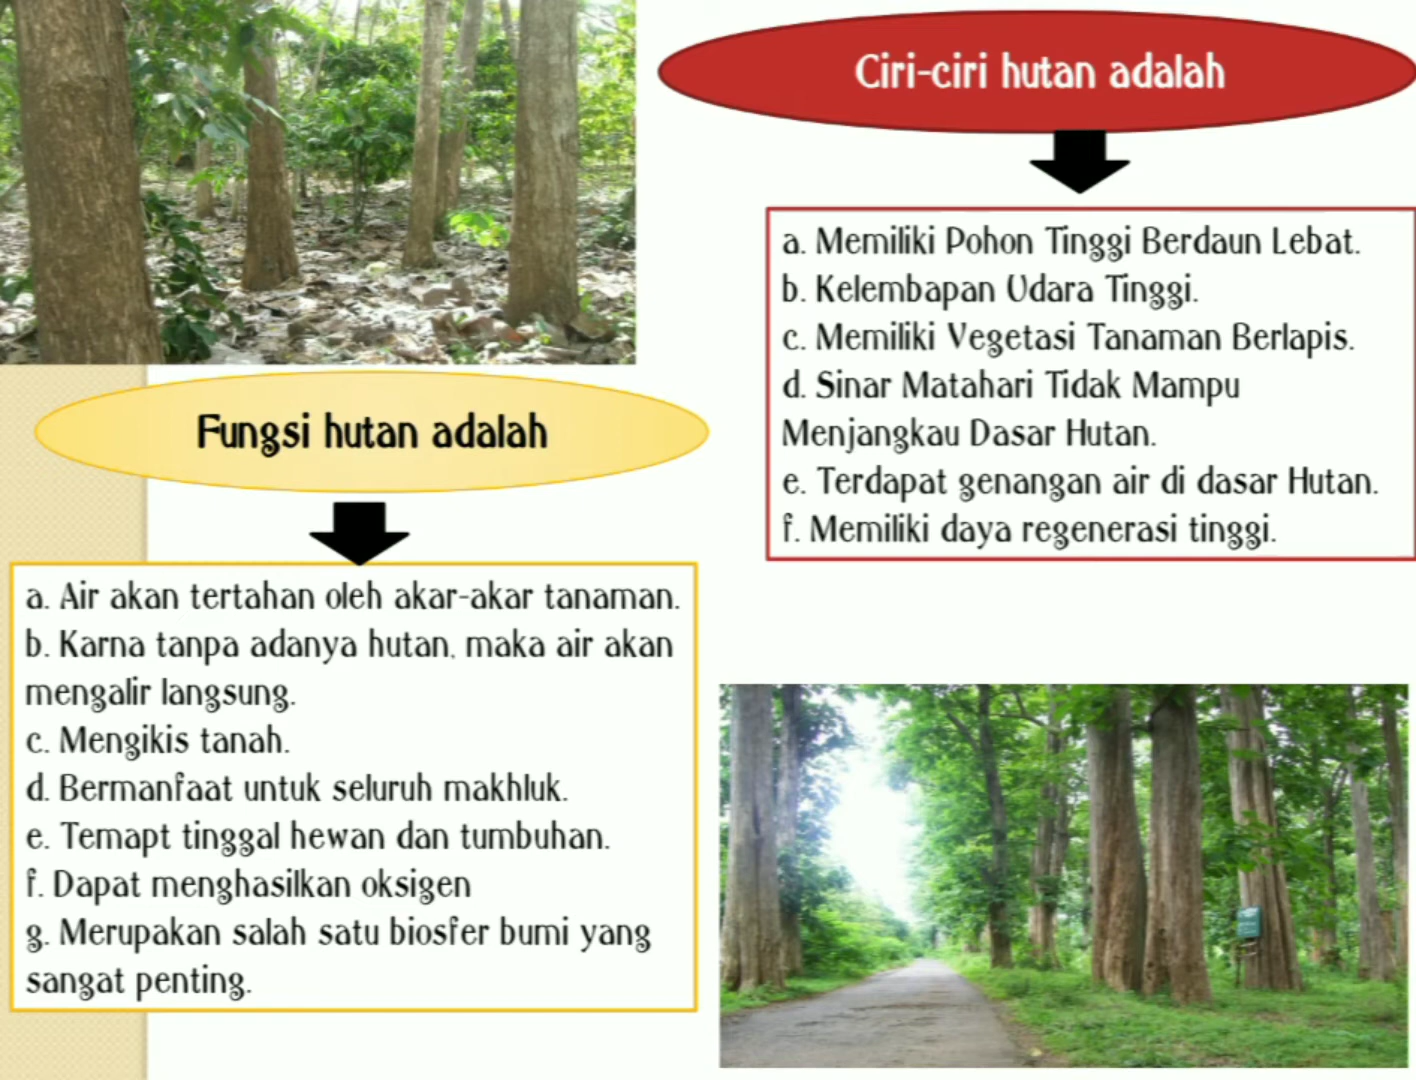 Ciri-ciri hutan adalah
a. Memiliki Pohon Tinggi Berdaun Lebat.
b. Kelembapan Udara Tinggi.
c. Memiliki Vegetasi Tanaman Berlapis.
d. Sinar Matahari Tidak Mampu
Menjangkau Dasar Hutan.
e. Terdapat genangan air di dasar Hutan.
f. Memiliki daya regenerasi tinggi.
Fungsi hutan adalah
a. Air akan tertahan oleh akar-akar tanaman.
b. Karna tanpa adanya hutan, maka air akan
mengalir langsung.
c. Mengikis tanah.
d. Bermanfaat untuk seluruh makhluk.
e. Temapt tinggal hewan dan tumbuhan.
f. Dapat menghasilkan oksigen
g. Merupakan salah satu biosfer bumi yang
sangat penting.